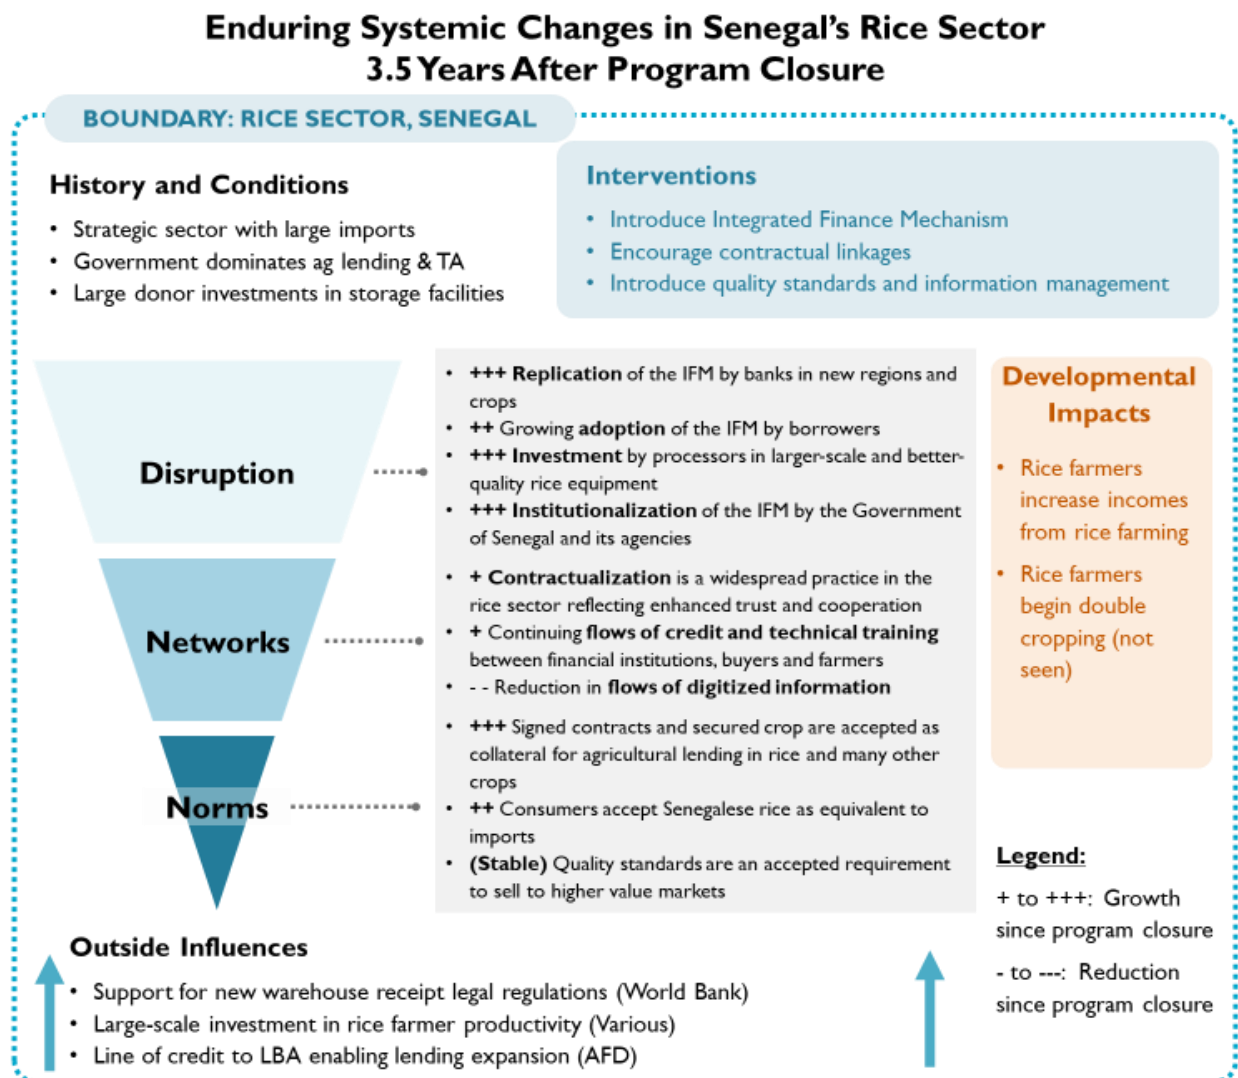 Enduring Systemic Changes in Senegal's Rice Sector
3.5 Years After Program Closure
BOUNDARY: RICE SECTOR, SENEGAL
History and Conditions
• Strategic sector with large imports
• Government dominates ag lending & TA
• Large donor investments in storage facilities
Interventions
• Introduce Integrated Finance Mechanism
• Encourage contractual linkages
• Introduce quality standards and information management
Disruption
• +++ Replication of the IFM by banks in new regions and
crops
• ++ Growing adoption of the IFM by borrowers
• +++ Investment by processors in larger-scale and better-
quality rice equipment
• +++ Institutionalization of the IFM by the Government
of Senegal and its agencies
Networks
• + Contractualization is a widespread practice in the
rice sector reflecting enhanced trust and cooperation
• + Continuing flows of credit and technical training
between financial institutions, buyers and farmers
• - - Reduction in flows of digitized information
Norms
• +++ Signed contracts and secured crop are accepted as
collateral for agricultural lending in rice and many other
crops
• ++ Consumers accept Senegalese rice as equivalent to
imports
• (Stable) Quality standards are an accepted requirement
to sell to higher value markets
Developmental
Impacts
• Rice farmers
increase incomes
from rice farming
• Rice farmers
begin double
cropping (not
seen)
Legend:
+ to +++: Growth
since program closure
- to ---: Reduction
since program closure
Outside Influences
• Support for new warehouse receipt legal regulations (World Bank)
• Large-scale investment in rice farmer productivity (Various)
• Line of credit to LBA enabling lending expansion (AFD)